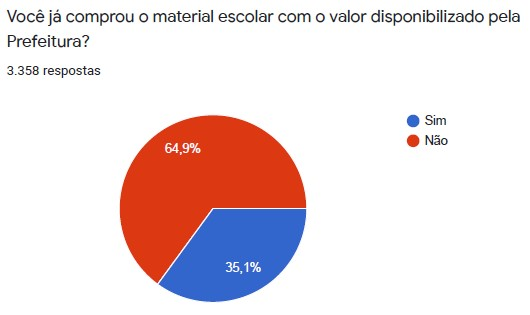 Você já comprou o material escolar com o valor disponibilizado pela
Prefeitura?
3.358 respostas
Sim
Não
64,9%
35,1%